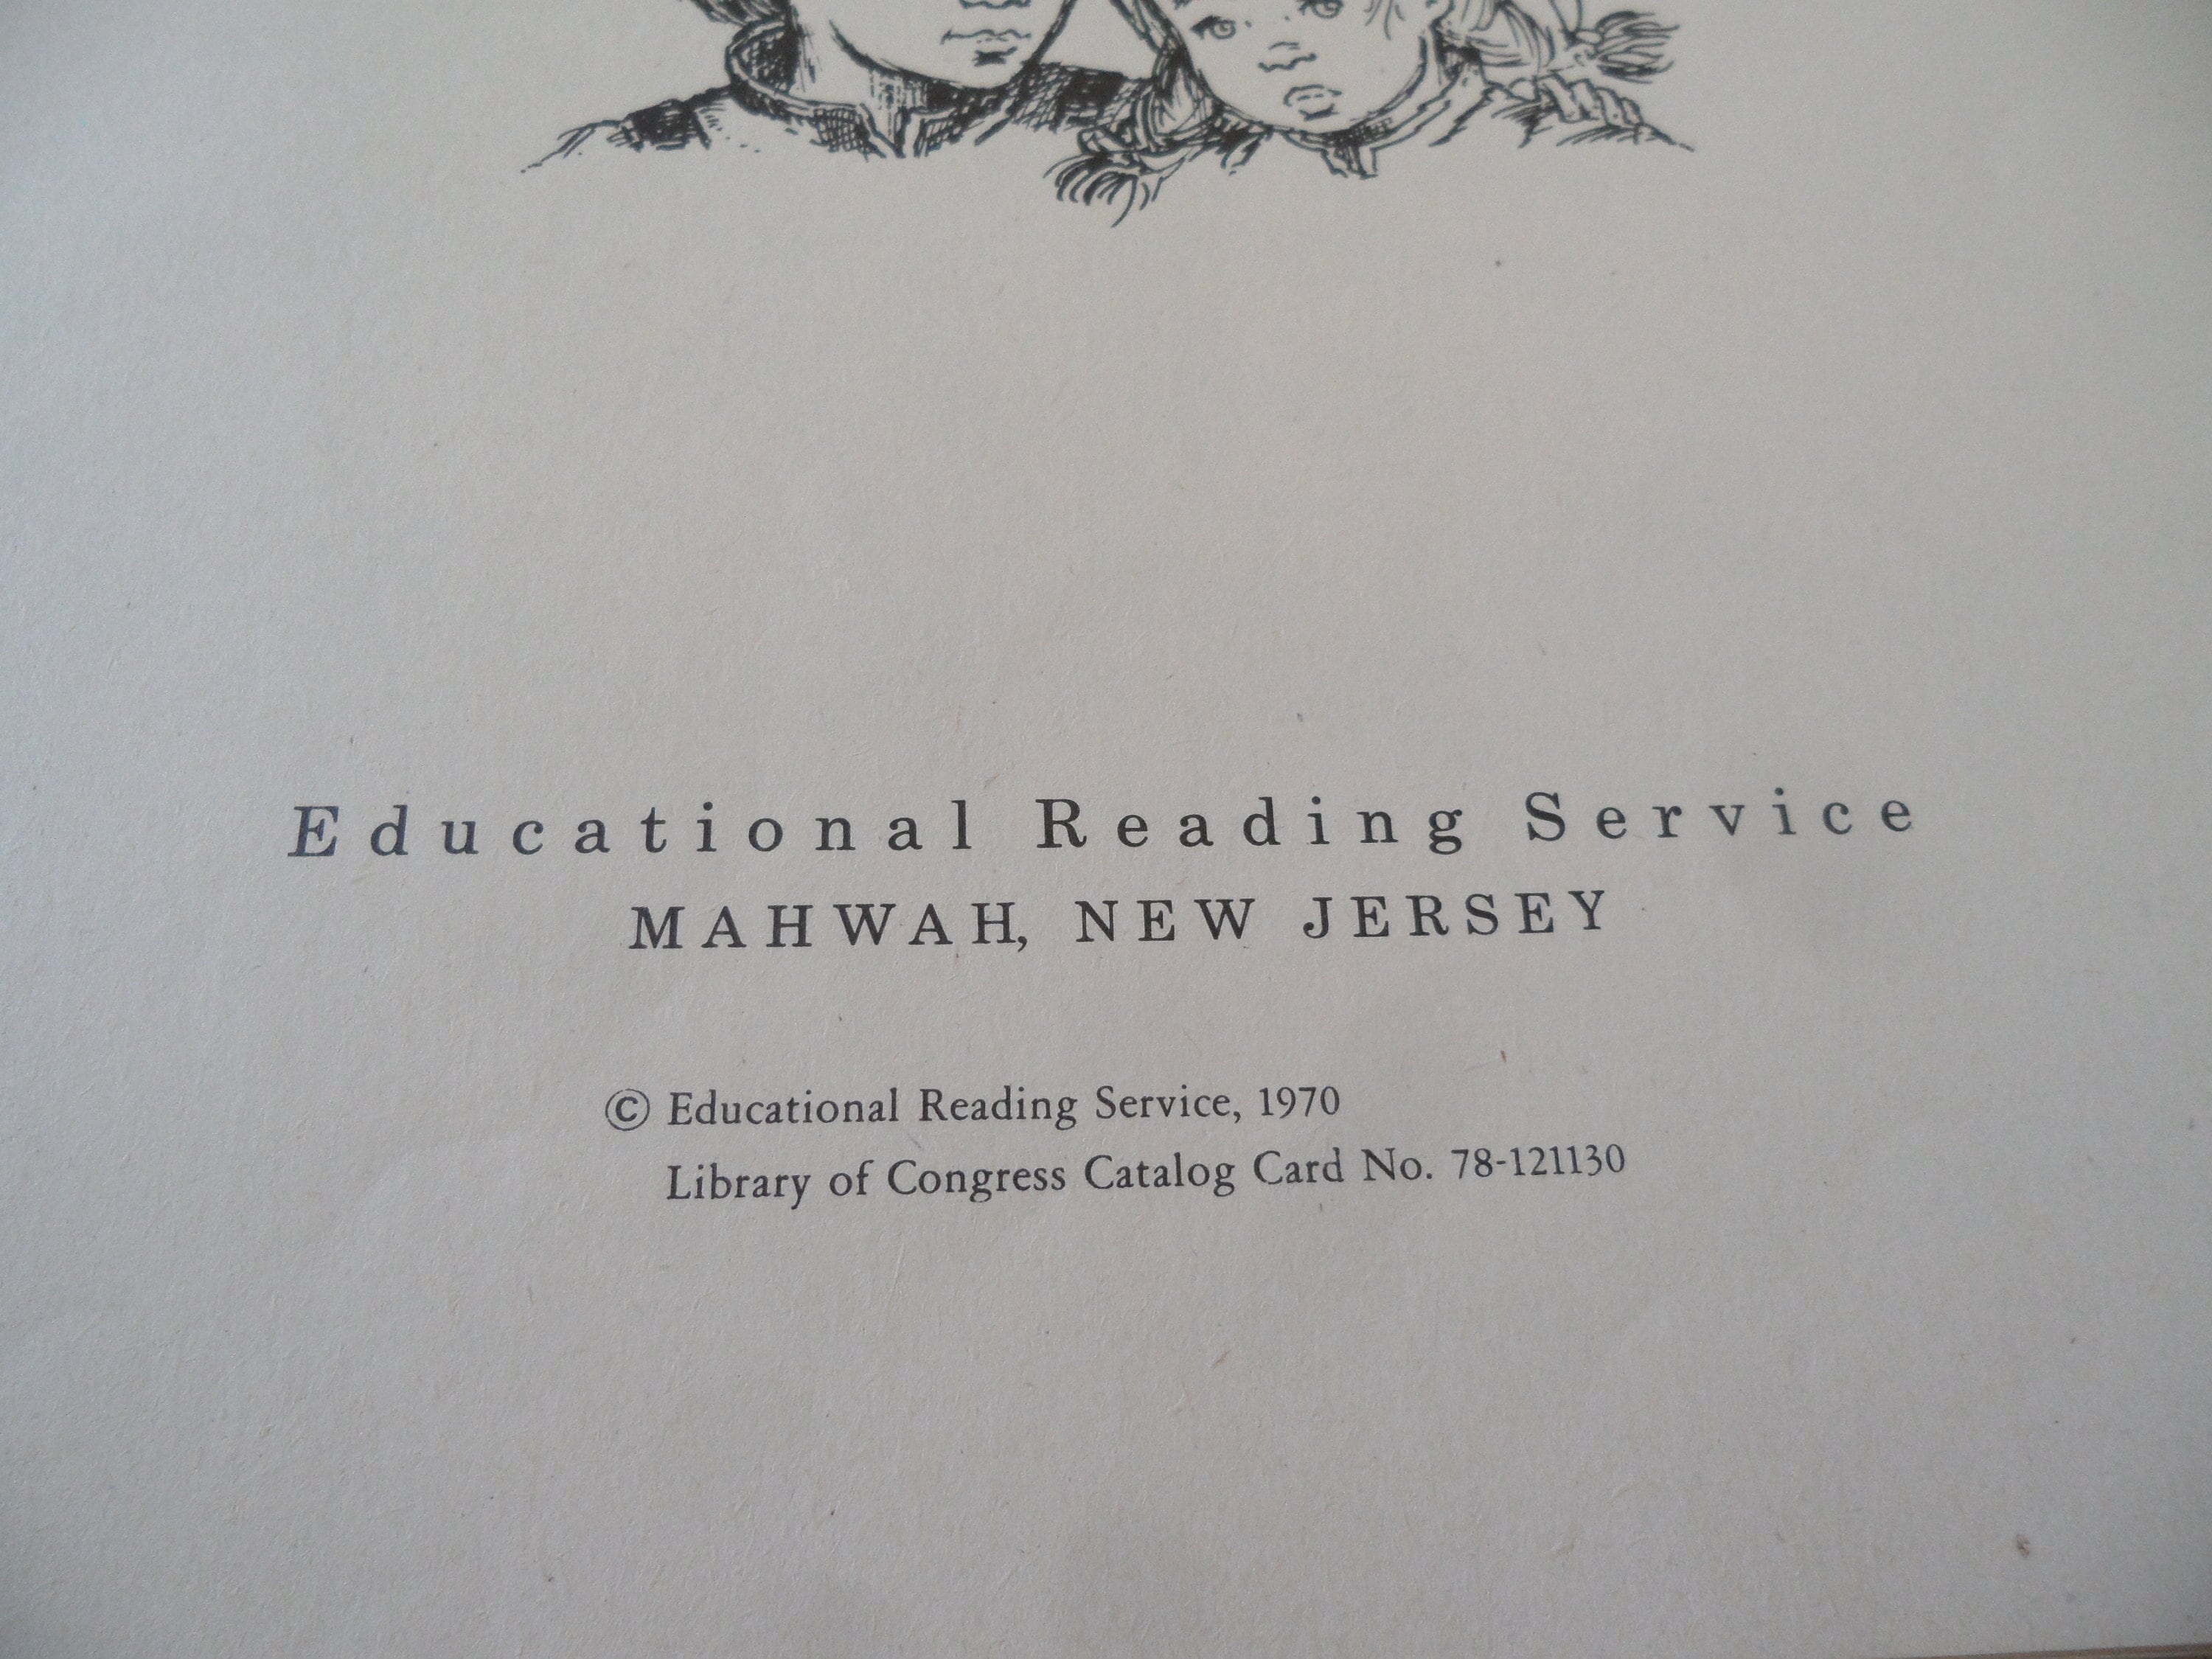 Educational Reading Service
MAHWAH, NEW JERSEY
© Educational Reading Service, 1970
Library of Congress Catalog Card No. 78-121130